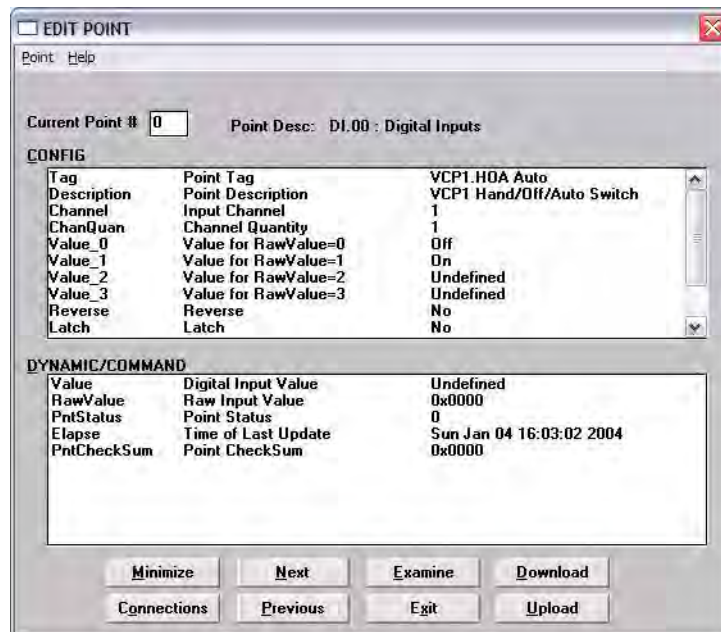 EDIT POINT
Point Help
Current Point # 0 Point Desc: DI.00 : Digital Inputs
CONFIG
Tag Point Tag VCP1.HOA Auto
Description Point Description VCP1 Hand/Off/Auto Switch
Channel Input Channel 1
ChanQuan Channel Quantity 1
Value_0 Value for RawValue=0 Off
Value_1 Value for RawValue=1 On
Value_2 Value for RawValue=2 Undefined
Value_3 Value for RawValue=3 Undefined
Reverse Reverse No
Latch Latch No
DYNAMIC/COMMAND
Value Digital Input Value Undefined
RawValue Raw Input Value 0x0000
PntStatus Point Status 0
Elapse Time of Last Update Sun Jan 04 16:03:02 2004
PntCheckSum Point CheckSum 0x0000
Minimize Next Examine Download
Connections Previous Exit Upload